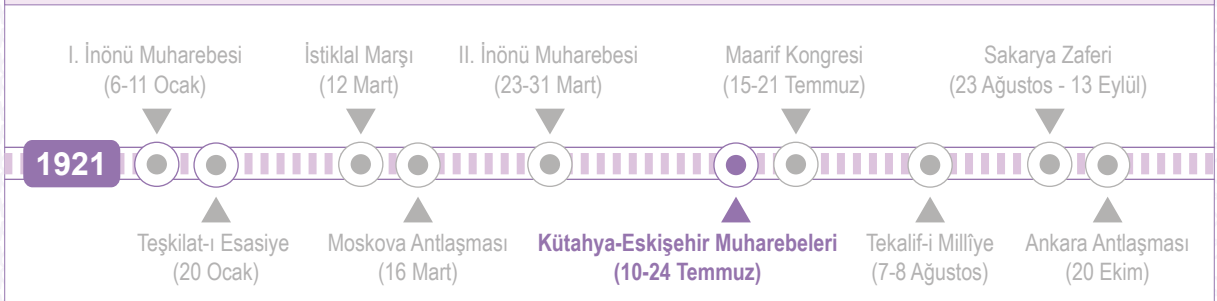 I. İnönü Muharebesi
(6-11 Ocak)
İstiklal Marşı
(12 Mart)
II. İnönü Muharebesi
(23-31 Mart)
Maarif Kongresi
(15-21 Temmuz)
Sakarya Zaferi
(23 Ağustos - 13 Eylül)
1921
Teşkilat-ı Esasiye
(20 Ocak)
Moskova Antlaşması
(16 Mart)
Kütahya-Eskişehir Muharebeleri
(10-24 Temmuz)
Tekalif-i Millîye
(7-8 Ağustos)
Ankara Antlaşması
(20 Ekim)